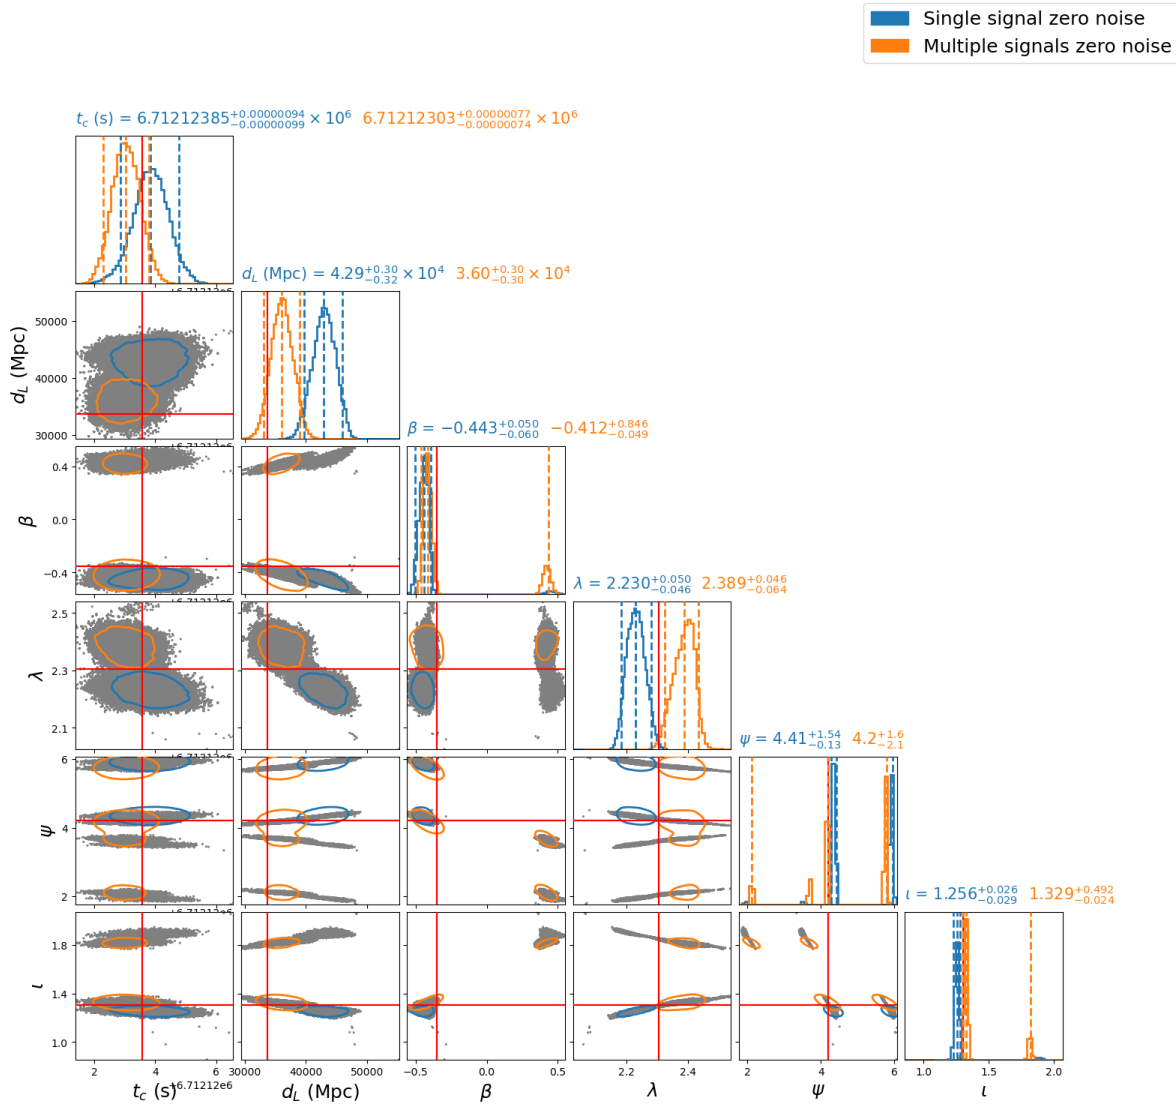 Single signal zero noise
Multiple signals zero noise
t_c (s) = 6.71212385^{+0.00000094}_{-0.00000099} × 10^6 6.71212303^{+0.00000077}_{-0.00000074} × 10^6
d_L (Mpc) = 4.29^{+0.30}_{-0.32} × 10^4 3.60^{+0.30}_{-0.30} × 10^4
d_L (Mpc)
50000
40000
30000
β = −0.443^{+0.050}_{-0.060} −0.412^{+0.846}_{-0.049}
β
0.4
0.0
−0.4
λ = 2.230^{+0.050}_{-0.046} 2.389^{+0.046}_{-0.064}
λ
2.5
2.3
2.1
ψ = 4.41^{+1.54}_{-0.13} 4.2^{+1.6}_{-2.1}
ψ
6
4
2
ι = 1.256^{+0.026}_{-0.029} 1.329^{+0.492}_{-0.024}
ι
1.8
1.4
1.0
2 4 6 30000 40000 50000 −0.5 0.0 0.5 2.2 2.4 2 4 6 1.0 1.5 2.0
+6.71212e6
t_c (s) d_L (Mpc) β λ ψ ι